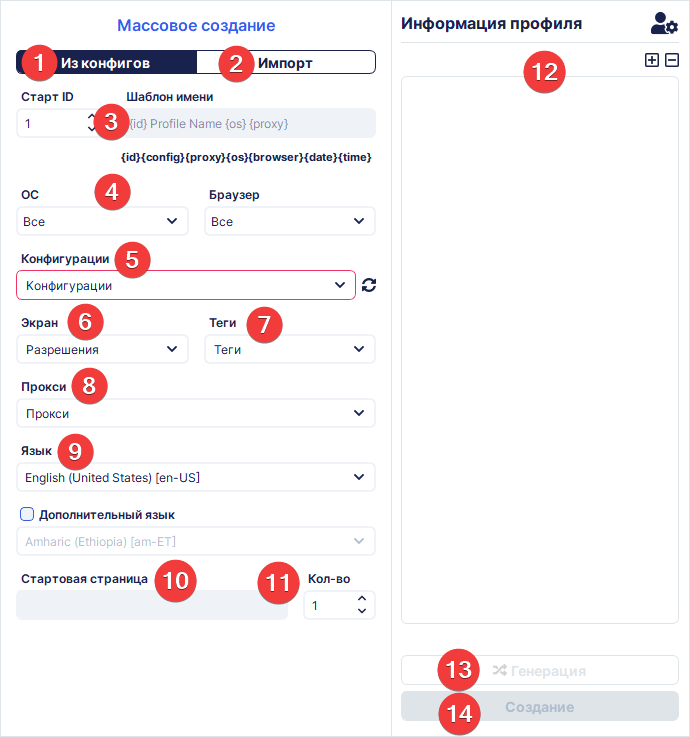 Массовое создание
1 Из конфигов 2 Импорт
Старт ID Шаблон имени
1 3 {id} Profile Name {os} {proxy}
{id}{config}{proxy}{os}{browser}{date}{time}
ОС 4 Браузер
Все Все
Конфигурации 5
Конфигурации
Экран 6 Теги 7
Разрешения Теги
Прокси 8
Прокси
Язык 9
English (United States) [en-US]
Дополнительный язык
Amharic (Ethiopia) [am-ET]
Стартовая страница 10 11 Кол-во
1
Информация профиля
12
13 Генерация
14 Создание